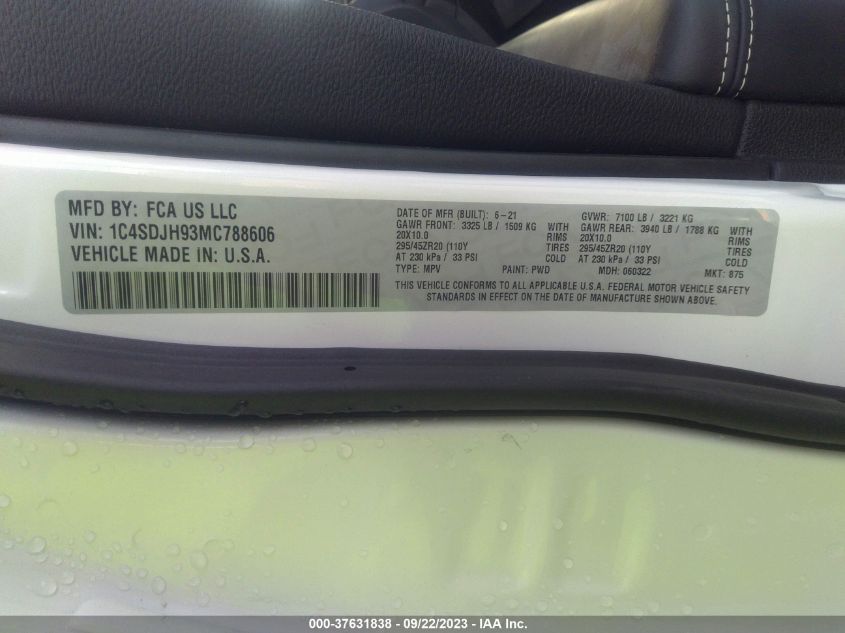 MFD BY: FCA US LLC
VIN: 1C4SDJH93MC788606
VEHICLE MADE IN: U.S.A.
DATE OF MFR (BUILT): 6-21
GVWR: 7100 LB / 3221 KG
GAWR FRONT: 3325 LB / 1509 KG WITH
GAWR REAR: 3940 LB / 1788 KG WITH
20X10.0 RIMS
20X10.0 RIMS
295/45ZR20 (110Y TIRES
295/45ZR20 (110Y TIRES
AT 230 kPa / 33 PSI COLD
AT 230 kPa / 33 PSI COLD
TYPE: MPV PAINT: PWD MDH: 060322 MKT: 875
THIS VEHICLE CONFORMS TO ALL APPLICABLE U.S.A. FEDERAL MOTOR VEHICLE SAFETY
STANDARDS IN EFFECT ON THE DATE OF MANUFACTURE SHOWN ABOVE.
000-37631838 - 09/22/2023 - IAA Inc.